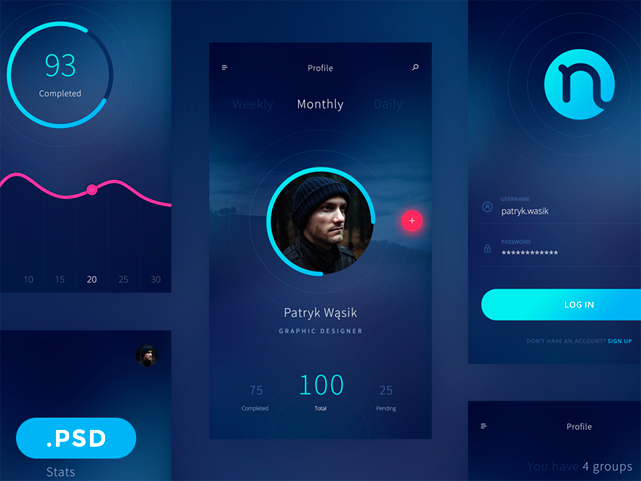 93
Completed
10 15 20 25 30
.PSD
Stats
Profile
Weekly Monthly Daily
+
Patryk Wąsik
GRAPHIC DESIGNER
75 100 25
Completed Total Pending
n
USERNAME
patryk.wasik
PASSWORD
************
LOG IN
DON'T HAVE AN ACCOUNT? SIGN UP
Profile
You have 4 groups